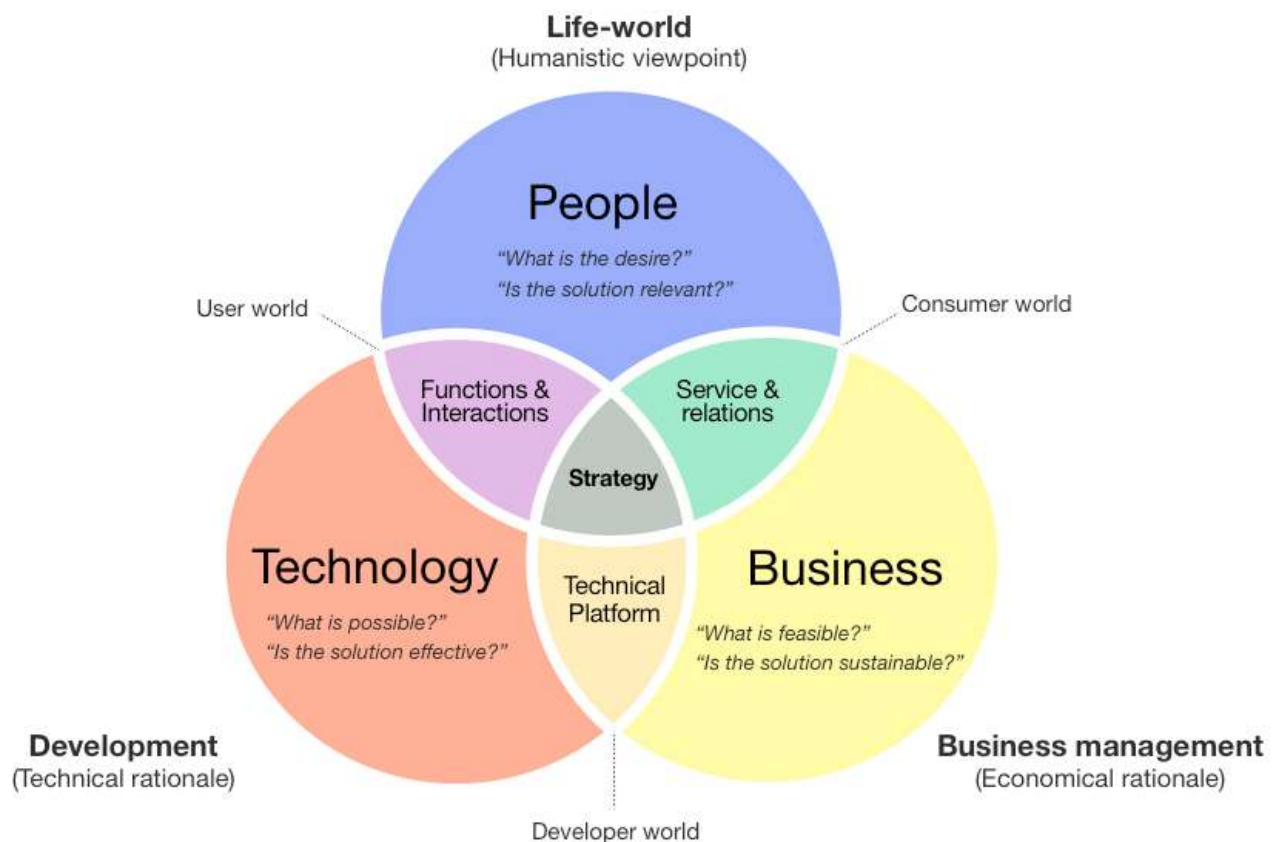 Life-world
(Humanistic viewpoint)
People
“What is the desire?”
“Is the solution relevant?”
User world
Consumer world
Functions &
Interactions
Service &
relations
Strategy
Technology
“What is possible?”
“Is the solution effective?”
Technical
Platform
Business
“What is feasible?”
“Is the solution sustainable?”
Development
(Technical rationale)
Business management
(Economical rationale)
Developer world